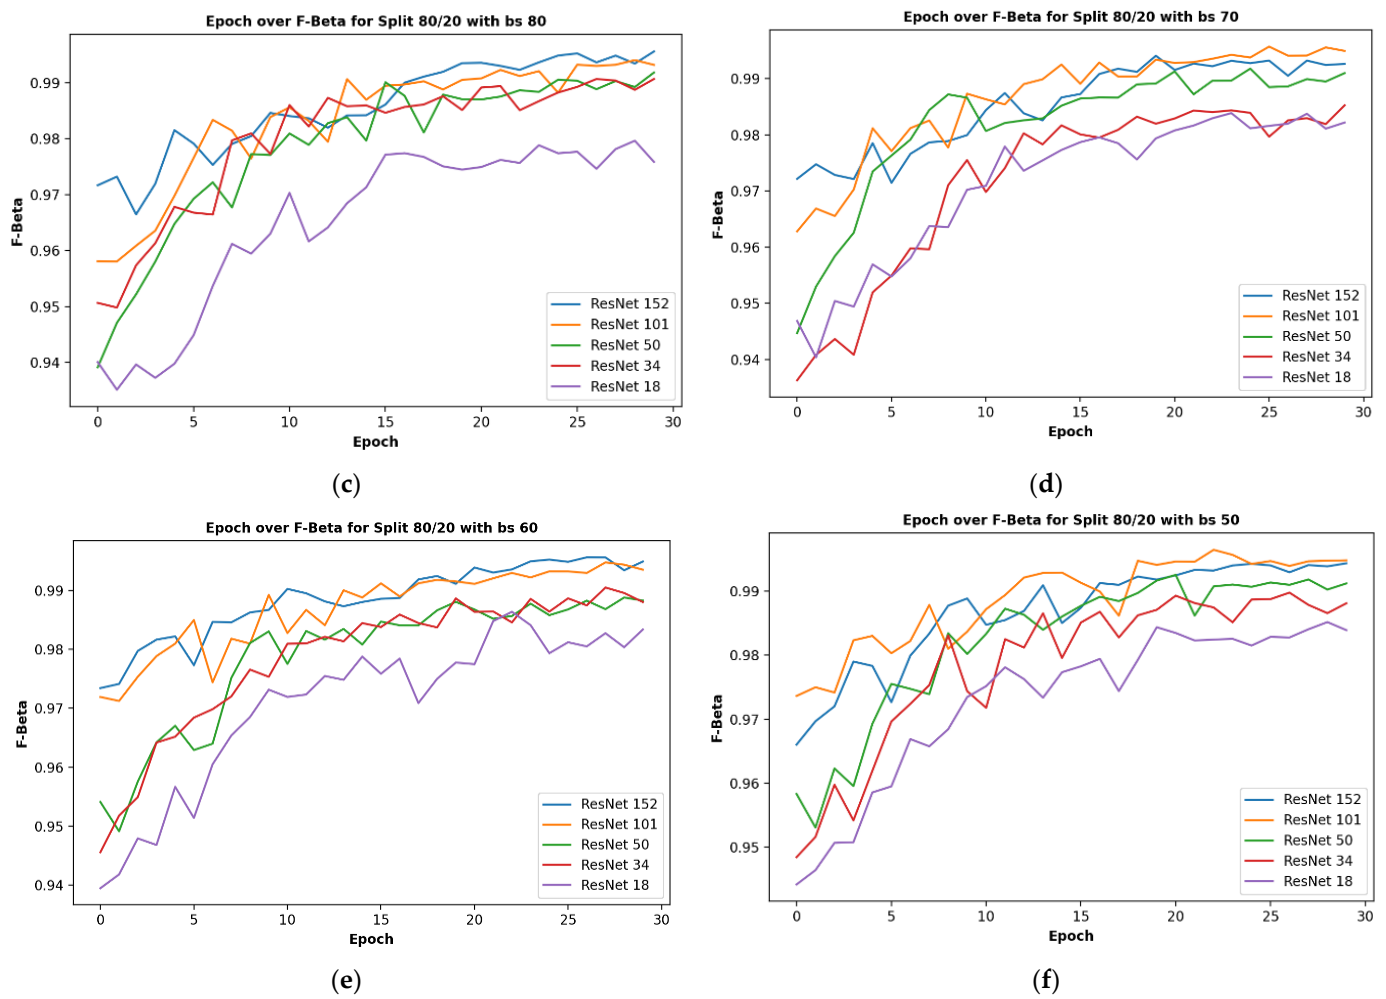 Epoch over F-Beta for Split 80/20 with bs 80
F-Beta
0.99
0.98
0.97
0.96
0.95
0.94
0 5 10 15 20 25 30
Epoch
ResNet 152
ResNet 101
ResNet 50
ResNet 34
ResNet 18
(c)
Epoch over F-Beta for Split 80/20 with bs 70
F-Beta
0.99
0.98
0.97
0.96
0.95
0.94
0 5 10 15 20 25 30
Epoch
ResNet 152
ResNet 101
ResNet 50
ResNet 34
ResNet 18
(d)
Epoch over F-Beta for Split 80/20 with bs 60
F-Beta
0.99
0.98
0.97
0.96
0.95
0.94
0 5 10 15 20 25 30
Epoch
ResNet 152
ResNet 101
ResNet 50
ResNet 34
ResNet 18
(e)
Epoch over F-Beta for Split 80/20 with bs 50
F-Beta
0.99
0.98
0.97
0.96
0.95
0 5 10 15 20 25 30
Epoch
ResNet 152
ResNet 101
ResNet 50
ResNet 34
ResNet 18
(f)